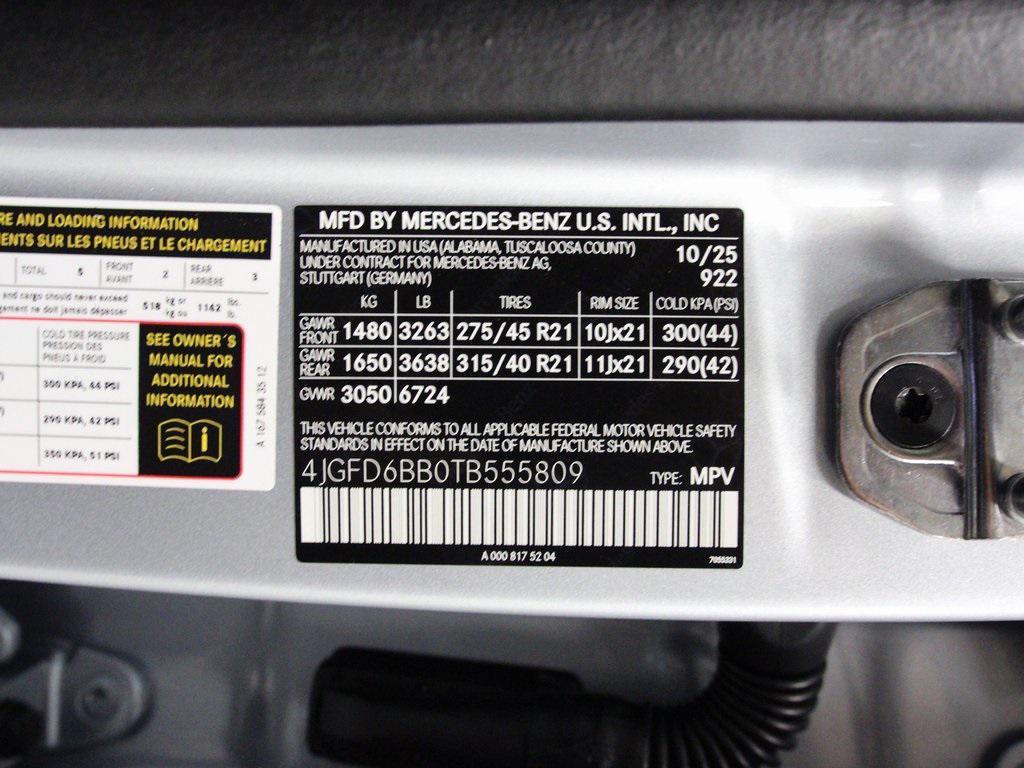 RE AND LOADING INFORMATION
ENTS SUR LES PNEUS ET LE CHARGEMENT
TOTAL 5 FRONT AVANT 2 REAR ARRIÈRE 3
and cargo should never exceed 518 kg or kg ou 1142 lbs. lb.
gement ne doit jamais dépasser
COLD TIRE PRESSURE
PRESSION DES
PNEUS À FROID
300 KPA, 44 PSI
290 KPA, 42 PSI
350 KPA, 51 PSI
SEE OWNER´S
MANUAL FOR
ADDITIONAL
INFORMATION
A 167 584 35 12
MFD BY MERCEDES-BENZ U.S. INTL., INC
MANUFACTURED IN USA (ALABAMA, TUSCALOOSA COUNTY)
UNDER CONTRACT FOR MERCEDES-BENZ AG,
STUTTGART (GERMANY)
10/25
922
KG LB TIRES RIM SIZE COLD KPA (PSI)
GAWR FRONT 1480 3263 275/45 R21 10Jx21 300(44)
GAWR REAR 1650 3638 315/40 R21 11Jx21 290(42)
GVWR 3050 6724
THIS VEHICLE CONFORMS TO ALL APPLICABLE FEDERAL MOTOR VEHICLE SAFETY
STANDARDS IN EFFECT ON THE DATE OF MANUFACTURE SHOWN ABOVE.
4JGFD6BB0TB555809 TYPE: MPV
A 000 817 52 04
7055331